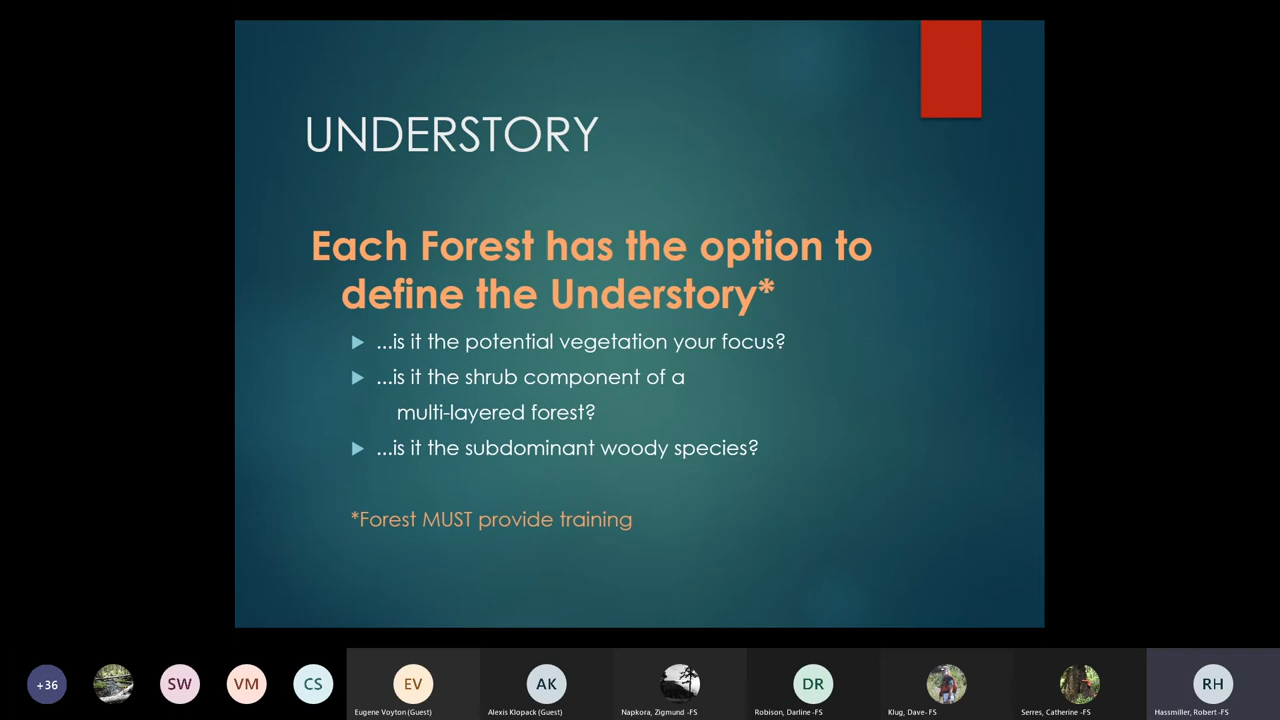 UNDERSTORY
Each Forest has the option to
define the Understory*
...is it the potential vegetation your focus?
...is it the shrub component of a
multi-layered forest?
...is it the subdominant woody species?
*Forest MUST provide training
+36
SW
VM
CS
EV
AK
DR
RH
Eugene Voyton (Guest)
Alexis Klopack (Guest)
Napkora, Zigmund -FS
Robison, Darline -FS
Klug, Dave- FS
Serres, Catherine -FS
Hassmiller, Robert -FS